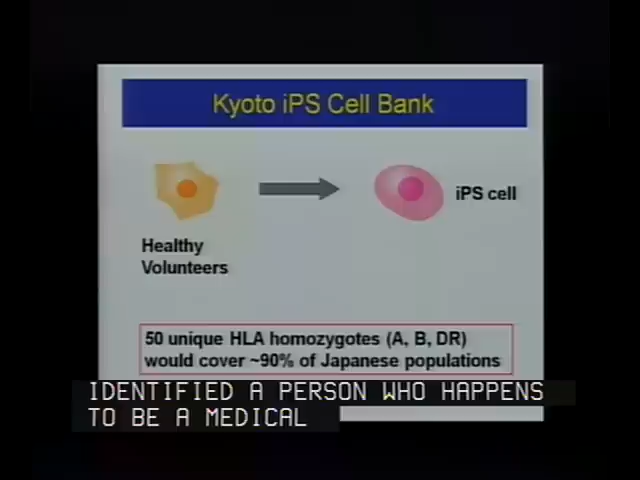 Kyoto iPS Cell Bank
iPS cell
Healthy
Volunteers
50 unique HLA homozygotes (A, B, DR)
would cover ~90% of Japanese populations
IDENTIFIED A PERSON WHO HAPPENS
TO BE A MEDICAL